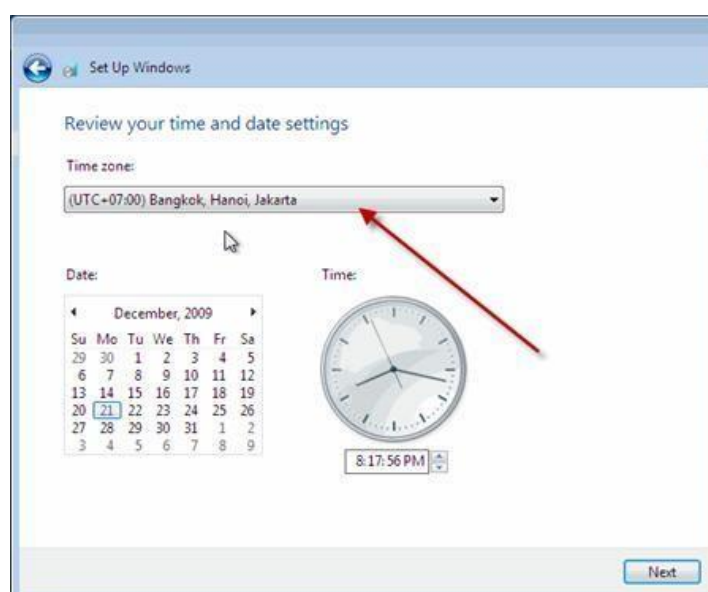 Set Up Windows
Review your time and date settings
Time zone:
(UTC+07:00) Bangkok, Hanoi, Jakarta
Date:
Time:
December, 2009
Su Mo Tu We Th Fr Sa
29 30 1 2 3 4 5
6 7 8 9 10 11 12
13 14 15 16 17 18 19
20 21 22 23 24 25 26
27 28 29 30 31 1 2
3 4 5 6 7 8 9
8:17:56 PM
Next